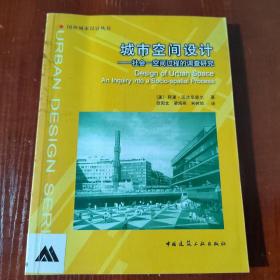 国外城市设计丛书
URBAN DESIGN SERIES
城市空间设计
——社会—空间过程的调查研究
Design of Urban Space
An Inquiry into a Socio-spatial Process
著
译
中国建筑工业出版社